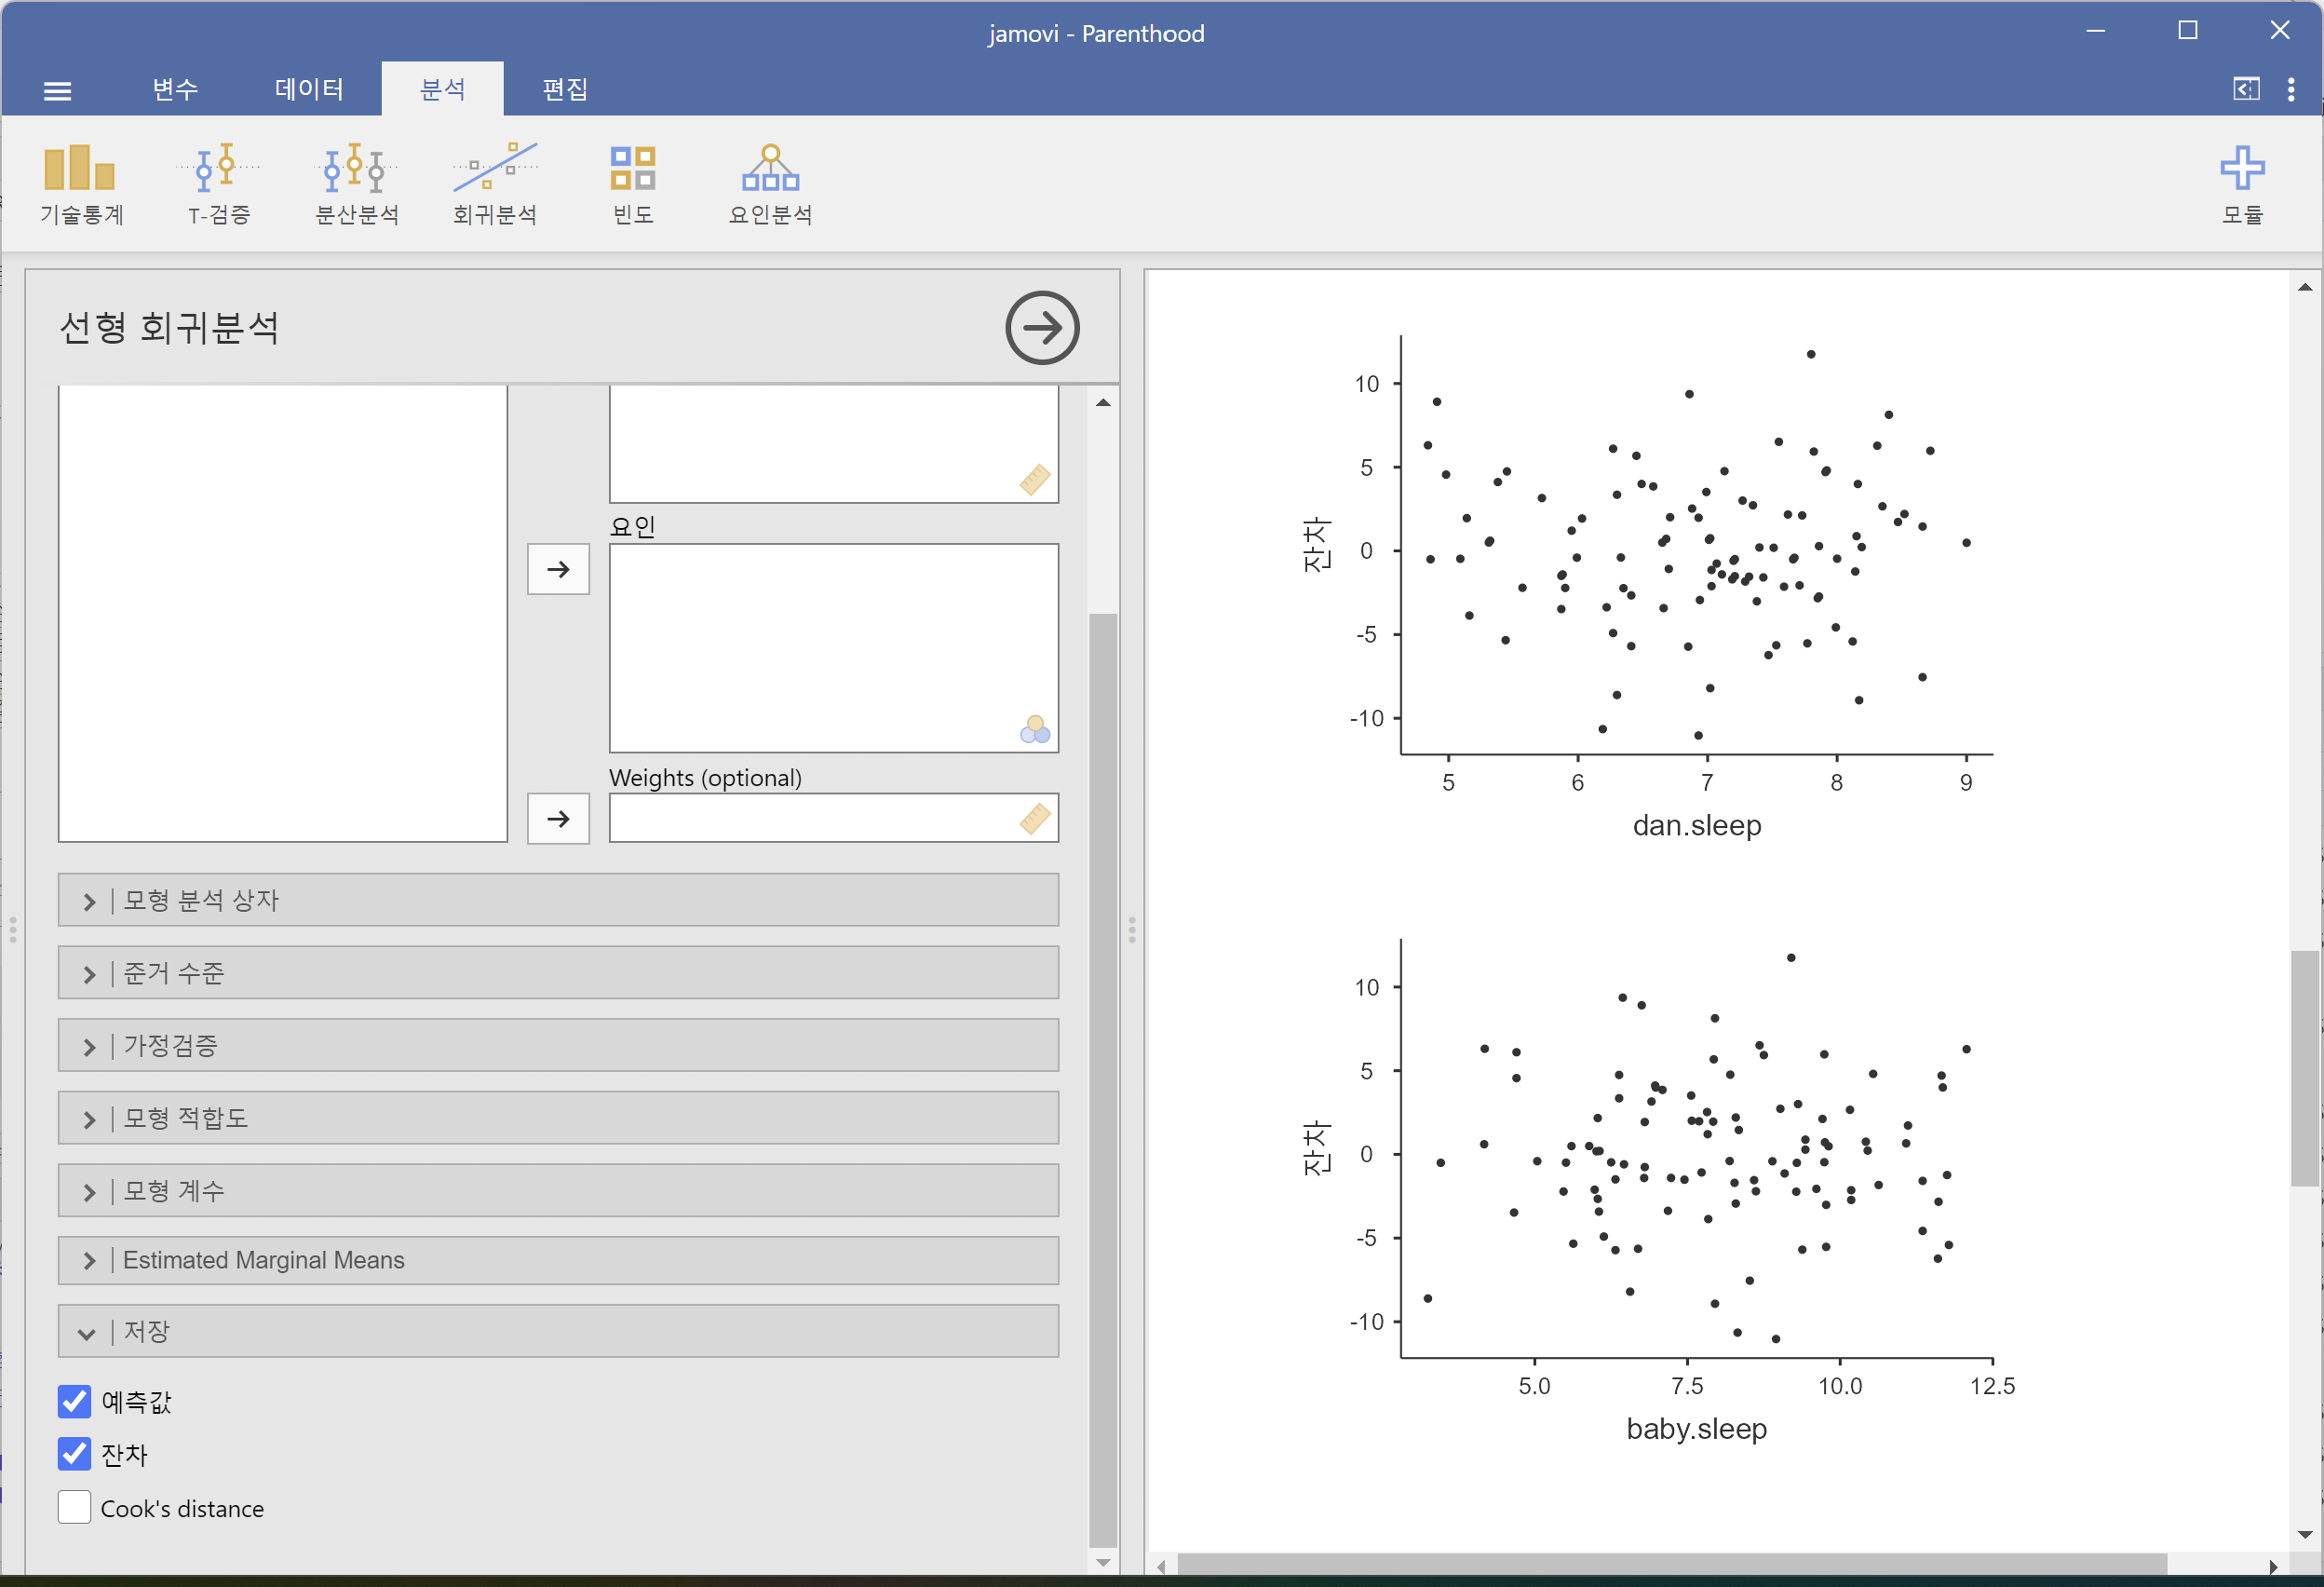 jamovi - Parenthood
변수 데이터 분석 편집
기술통계 T-검증 분산분석 회귀분석 빈도 요인분석 모듈
선형 회귀분석
요인
Weights (optional)
모형 분석 상자
준거 수준
가정검증
모형 적합도
모형 계수
Estimated Marginal Means
저장
예측값
잔차
Cook's distance
10
5
0
-5
-10
잔차
5 6 7 8 9
dan.sleep
10
5
0
-5
-10
잔차
5.0 7.5 10.0 12.5
baby.sleep